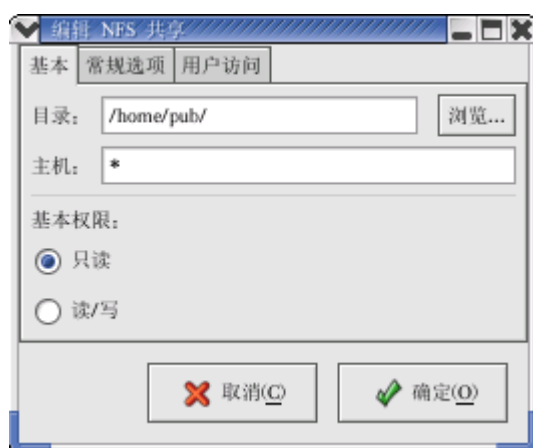 编辑 NFS 共享
基本 常规选项 用户访问
目录： /home/pub/ 浏览...
主机： *
基本权限：
只读
读/写
取消(C) 确定(O)